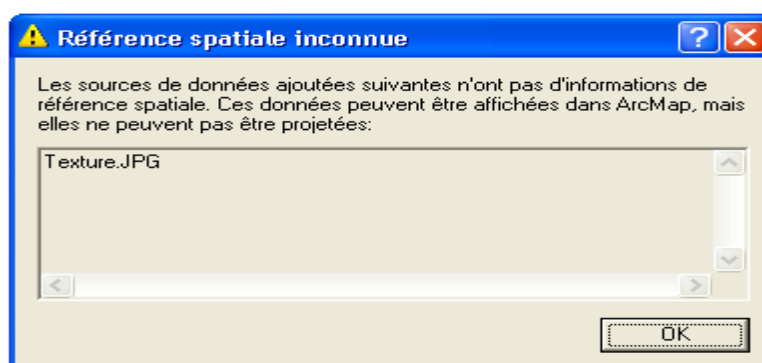 Référence spatiale inconnue
Les sources de données ajoutées suivantes n'ont pas d'informations de
référence spatiale. Ces données peuvent être affichées dans ArcMap, mais
elles ne peuvent pas être projetées:
Texture.JPG
OK